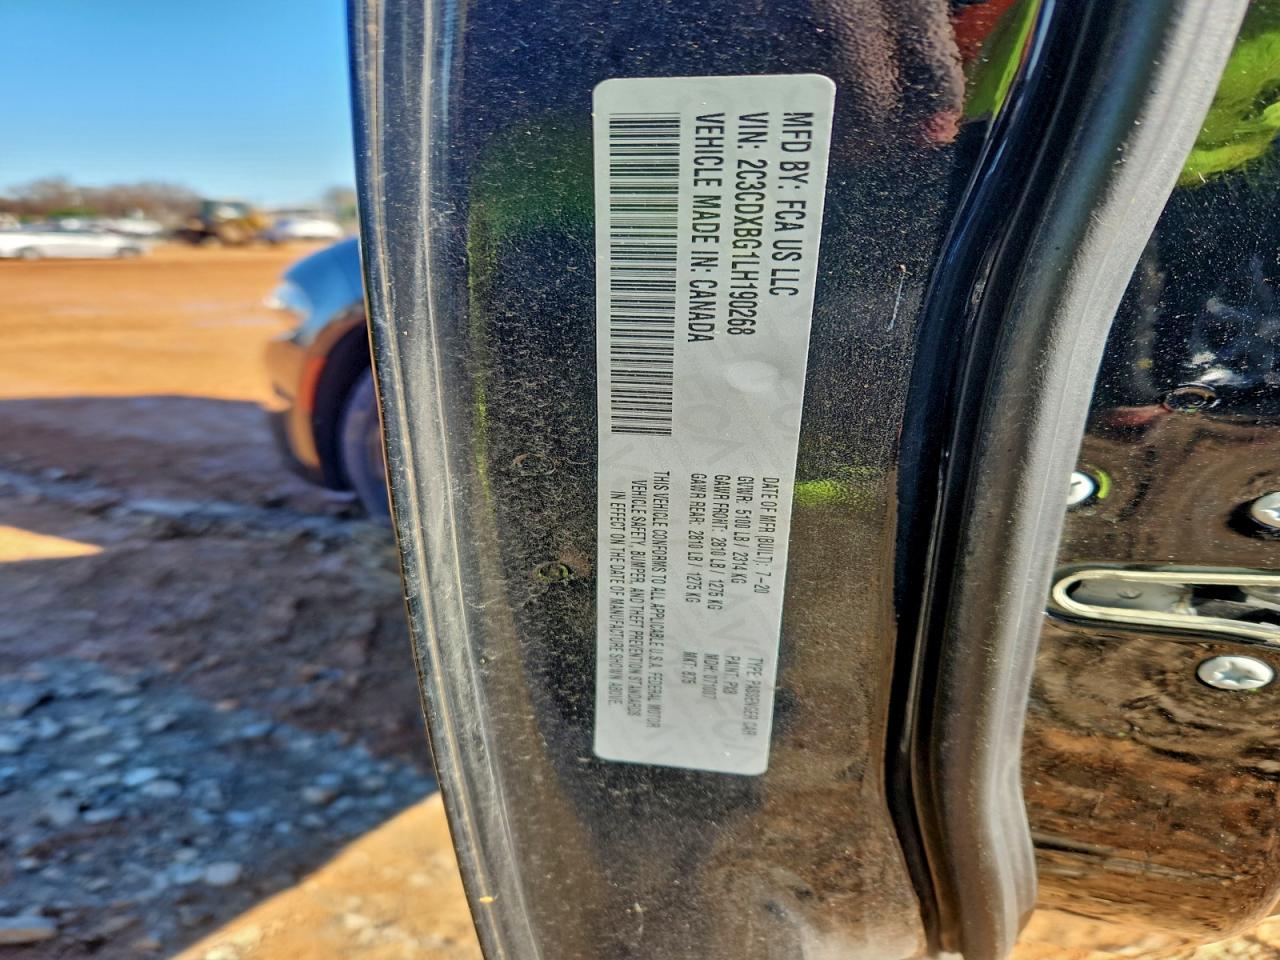 MFD BY: FCA US LLC
VIN: 2C3CDXBG1LH190268
VEHICLE MADE IN: CANADA
DATE OF MFR (BUILT): 7-20
GVWR: 5100 LB / 2314 KG
GAWR FRONT: 2810 LB / 1275 KG
GAWR REAR: 2810 LB / 1275 KG
TYPE: PASSENGER CAR
PAINT: PX8
MDH: 071007
MKT: 876
THIS VEHICLE CONFORMS TO ALL APPLICABLE U.S.A. FEDERAL MOTOR
VEHICLE SAFETY, BUMPER, AND THEFT PREVENTION STANDARDS
IN EFFECT ON THE DATE OF MANUFACTURE SHOWN ABOVE.